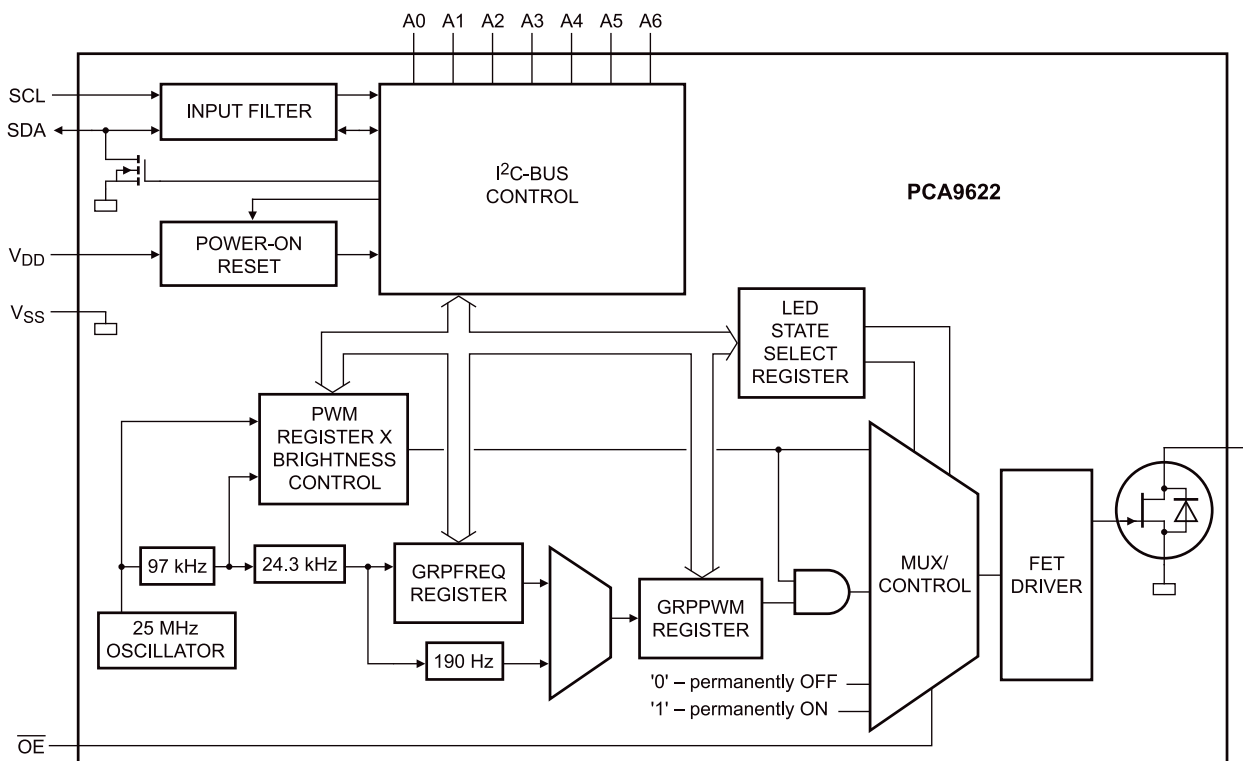 A0 A1 A2 A3 A4 A5 A6
SCL
SDA
INPUT FILTER
I²C-BUS
CONTROL
PCA9622
VDD
POWER-ON
RESET
VSS
LED
STATE
SELECT
REGISTER
PWM
REGISTER X
BRIGHTNESS
CONTROL
97 kHz
24.3 kHz
GRPFREQ
REGISTER
MUX/
CONTROL
FET
DRIVER
GRPPWM
REGISTER
25 MHz
OSCILLATOR
190 Hz
'0' – permanently OFF
'1' – permanently ON
OE